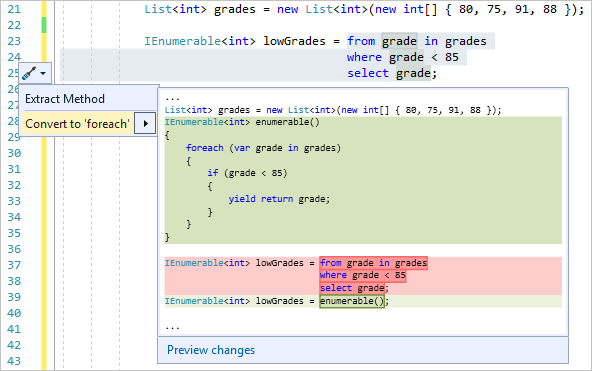 21 List<int> grades = new List<int>(new int[] { 80, 75, 91, 88 });
22
23 IEnumerable<int> lowGrades = from grade in grades
24 where grade < 85
25 select grade;
26
Extract Method
27
Convert to 'foreach'
28
29
30
31
32
33
34
35
36
37
38
39
40
41
42
43
...
List<int> grades = new List<int>(new int[] { 80, 75, 91, 88 });
IEnumerable<int> enumerable()
{
foreach (var grade in grades)
{
if (grade < 85)
{
yield return grade;
}
}
}
IEnumerable<int> lowGrades = from grade in grades
where grade < 85
select grade;
IEnumerable<int> lowGrades = enumerable();
...
Preview changes